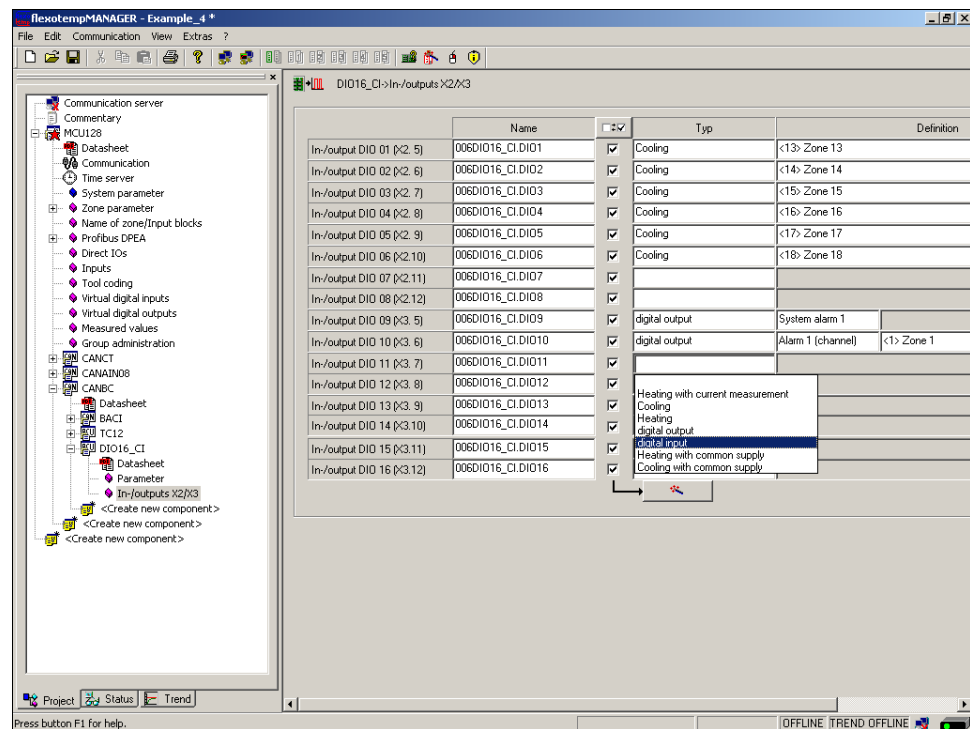 flexotempMANAGER - Example_4 *
File Edit Communication View Extras ?
DIO16_CI->In-/outputs X2/X3
Communication server
Commentary
MCU128
Datasheet
Communication
Time server
System parameter
Zone parameter
Name of zone/Input blocks
Profibus DPEA
Direct IOs
Inputs
Tool coding
Virtual digital inputs
Virtual digital outputs
Measured values
Group administration
CANCT
CANAIN08
CANBC
Datasheet
BACI
TC12
DIO16_CI
Datasheet
Parameter
In-/outputs X2/X3
<Create new component>
<Create new component>
<Create new component>
Name Typ Definition
In-/output DIO 01 (X2. 5) 006DIO16_CI.DIO1 Cooling <13> Zone 13
In-/output DIO 02 (X2. 6) 006DIO16_CI.DIO2 Cooling <14> Zone 14
In-/output DIO 03 (X2. 7) 006DIO16_CI.DIO3 Cooling <15> Zone 15
In-/output DIO 04 (X2. 8) 006DIO16_CI.DIO4 Cooling <16> Zone 16
In-/output DIO 05 (X2. 9) 006DIO16_CI.DIO5 Cooling <17> Zone 17
In-/output DIO 06 (X2.10) 006DIO16_CI.DIO6 Cooling <18> Zone 18
In-/output DIO 07 (X2.11) 006DIO16_CI.DIO7
In-/output DIO 08 (X2.12) 006DIO16_CI.DIO8
In-/output DIO 09 (X3. 5) 006DIO16_CI.DIO9 digital output System alarm 1
In-/output DIO 10 (X3. 6) 006DIO16_CI.DIO10 digital output Alarm 1 (channel) <1> Zone 1
In-/output DIO 11 (X3. 7) 006DIO16_CI.DIO11
In-/output DIO 12 (X3. 8) 006DIO16_CI.DIO12
In-/output DIO 13 (X3. 9) 006DIO16_CI.DIO13
In-/output DIO 14 (X3.10) 006DIO16_CI.DIO14
In-/output DIO 15 (X3.11) 006DIO16_CI.DIO15
In-/output DIO 16 (X3.12) 006DIO16_CI.DIO16
Heating with current measurement
Cooling
Heating
digital output
digital input
Heating with common supply
Cooling with common supply
Project Status Trend
Press button F1 for help.
OFFLINE TREND OFFLINE